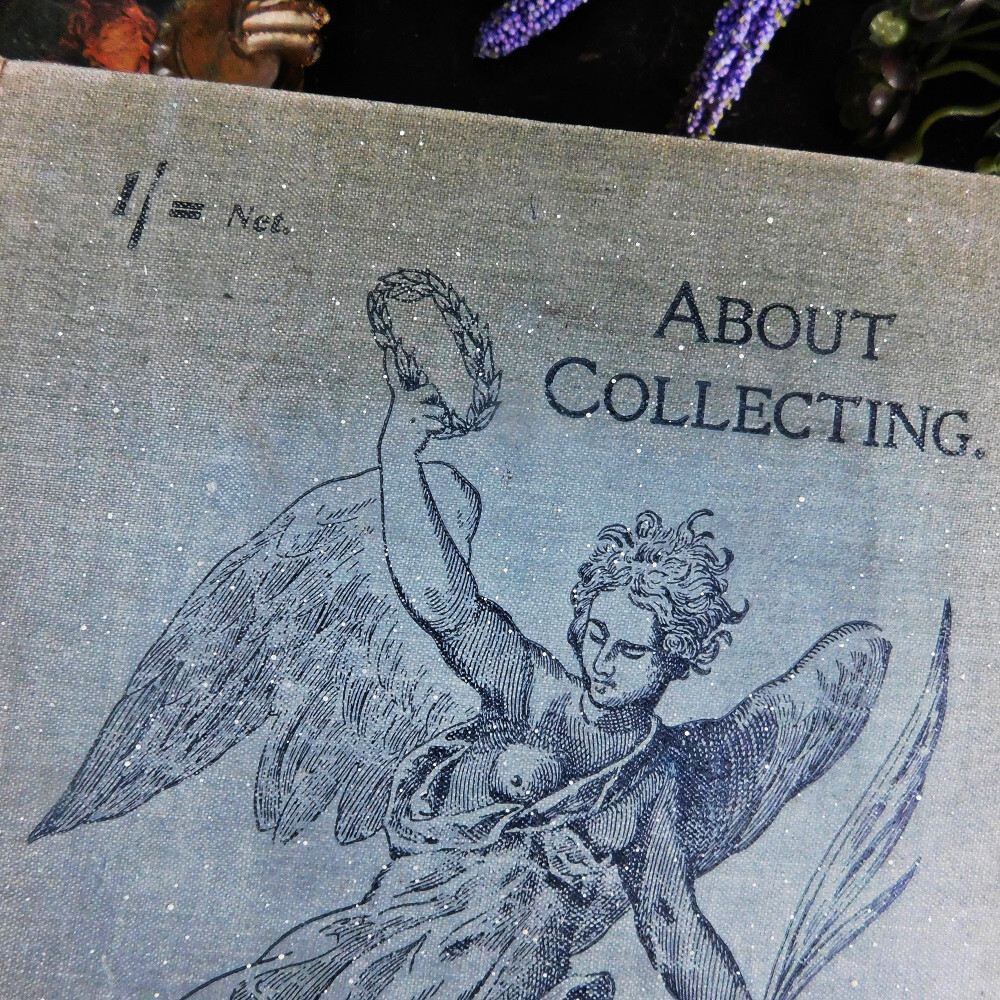 1/= Net.
ABOUT
COLLECTING.